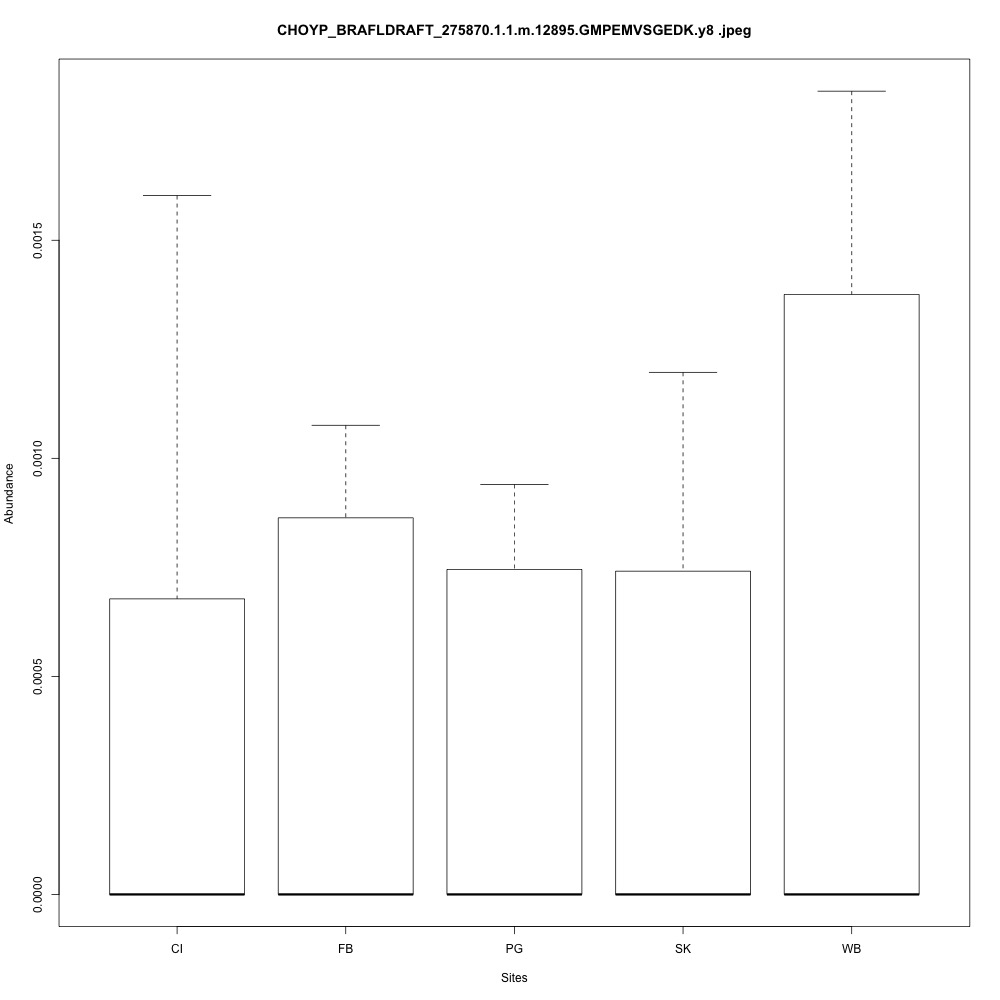 CHOYP_BRAFLDRAFT_275870.1.1.m.12895.GMPEMVSGEDK.y8 .jpeg
Abundance
0.0015
0.0010
0.0005
0.0000
CI FB PG SK WB
Sites